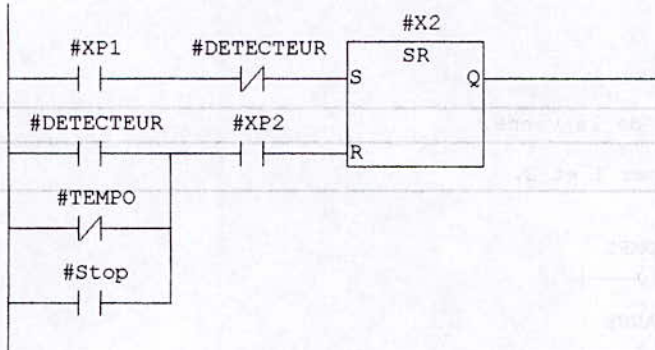 #X2
#XP1 #DETECTEUR SR
S Q
#DETECTEUR #XP2
R
#TEMPO
#Stop